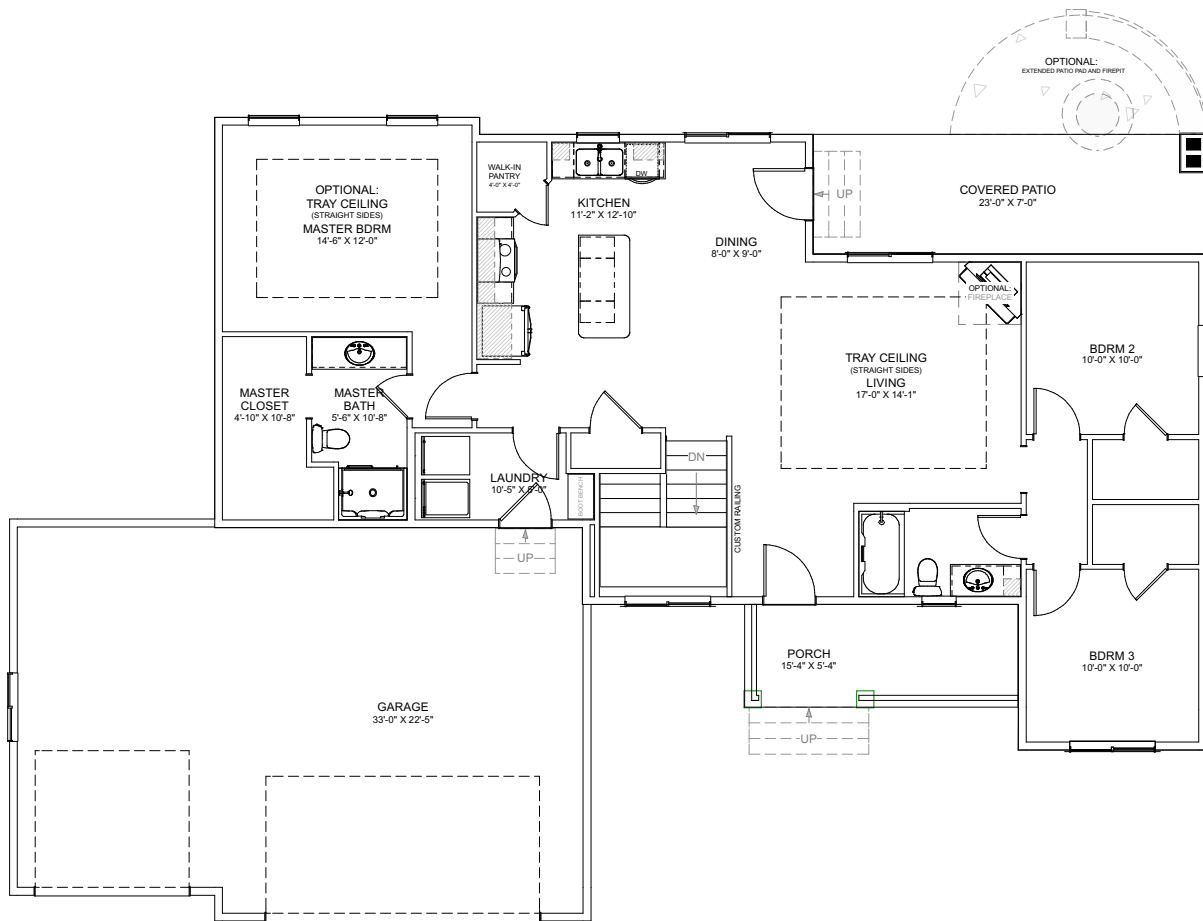 OPTIONAL:
EXTENDED PATIO PAD AND FIREPIT
OPTIONAL:
TRAY CEILING
(STRAIGHT SIDES)
MASTER BDRM
14'-6" X 12'-0"
WALK-IN
PANTRY
4'-0" X 4'-0"
DW
KITCHEN
11'-2" X 12'-10"
DINING
8'-0" X 9'-0"
UP
COVERED PATIO
23'-0" X 7'-0"
OPTIONAL:
FIREPLACE
TRAY CEILING
(STRAIGHT SIDES)
LIVING
17'-0" X 14'-1"
BDRM 2
10'-0" X 10'-0"
MASTER
CLOSET
4'-10" X 10'-8"
MASTER
BATH
5'-6" X 10'-8"
LAUNDRY
10'-5" X 6'-0"
BOOT BENCH
DN
CUSTOM RAILING
UP
PORCH
15'-4" X 5'-4"
UP
BDRM 3
10'-0" X 10'-0"
GARAGE
33'-0" X 22'-5"